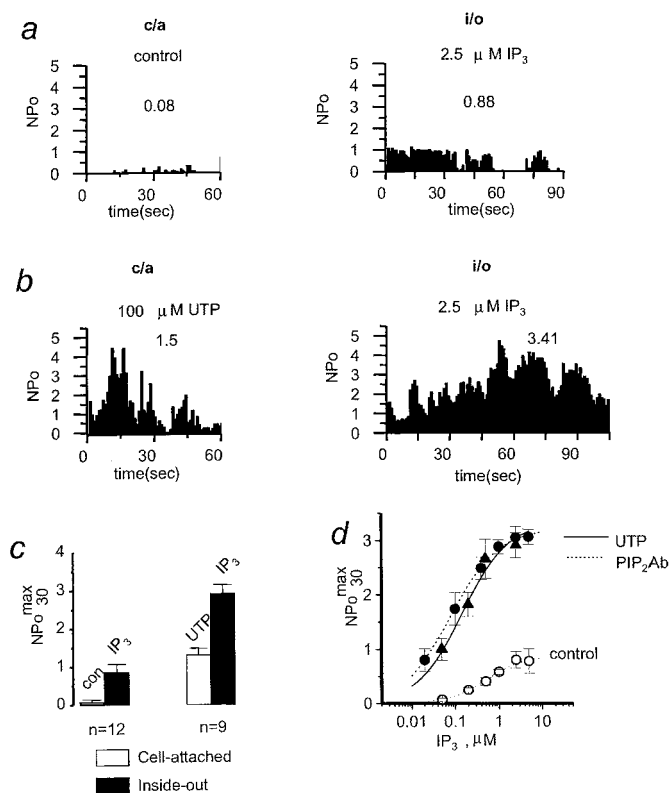 a
c/a
control
0.08
NPo
5
4
3
2
1
0
0 30 60
time(sec)
i/o
2.5 μM IP3
0.88
NPo
5
4
3
2
1
0
0 30 60 90
time(sec)
b
c/a
100 μM UTP
1.5
NPo
5
4
3
2
1
0
0 30 60
time(sec)
i/o
2.5 μM IP3
3.41
NPo
5
4
3
2
1
0
0 30 60 90
time(sec)
c
NPo max 30
4
3
2
1
0
con IP3 UTP IP3
n=12 n=9
Cell-attached
Inside-out
d
NPo max 30
3
2
1
0
UTP
PIP2Ab
control
0.01 0.1 1 10
IP3 , μM